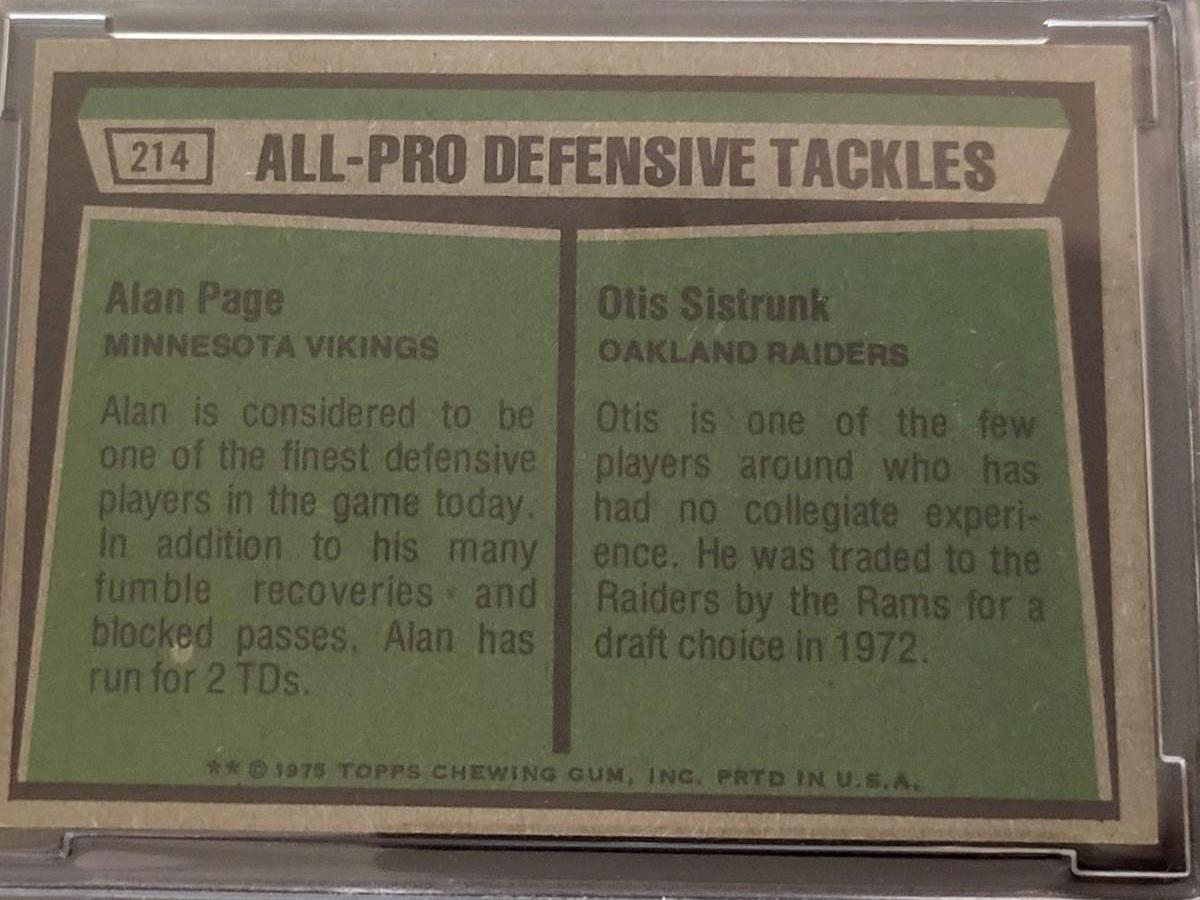 214 ALL-PRO DEFENSIVE TACKLES
Alan Page
MINNESOTA VIKINGS
Alan is considered to be
one of the finest defensive
players in the game today.
In addition to his many
fumble recoveries and
blocked passes. Alan has
run for 2 TDs.
Otis Sistrunk
OAKLAND RAIDERS
Otis is one of the few
players around who has
had no collegiate experi-
ence. He was traded to the
Raiders by the Rams for a
draft choice in 1972.
** © 1975 TOPPS CHEWING GUM, INC. PRTD IN U.S.A.